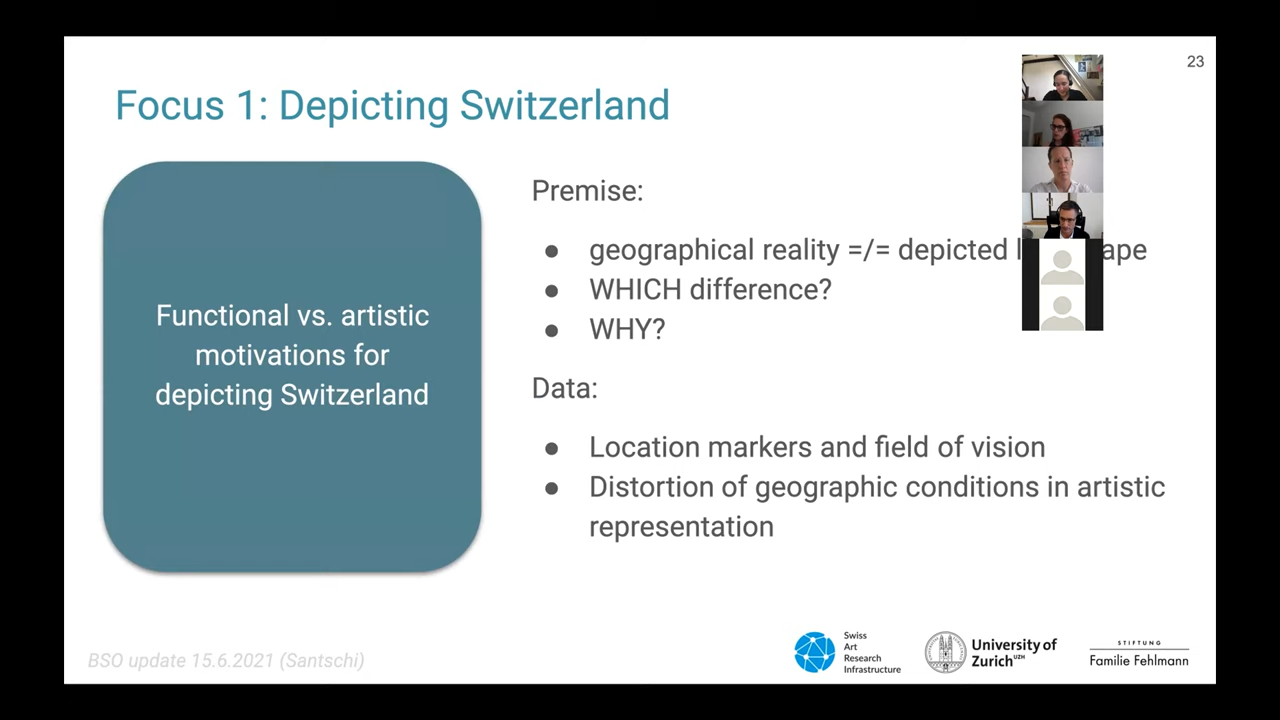 23
Focus 1: Depicting Switzerland
Functional vs. artistic
motivations for
depicting Switzerland
Premise:
● geographical reality =/= depicted l ape
● WHICH difference?
● WHY?
Data:
● Location markers and field of vision
● Distortion of geographic conditions in artistic
representation
BSO update 15.6.2021 (Santschi)
Swiss
Art
Research
Infrastructure
University of
Zurich UZH
STIFTUNG
Familie Fehlmann